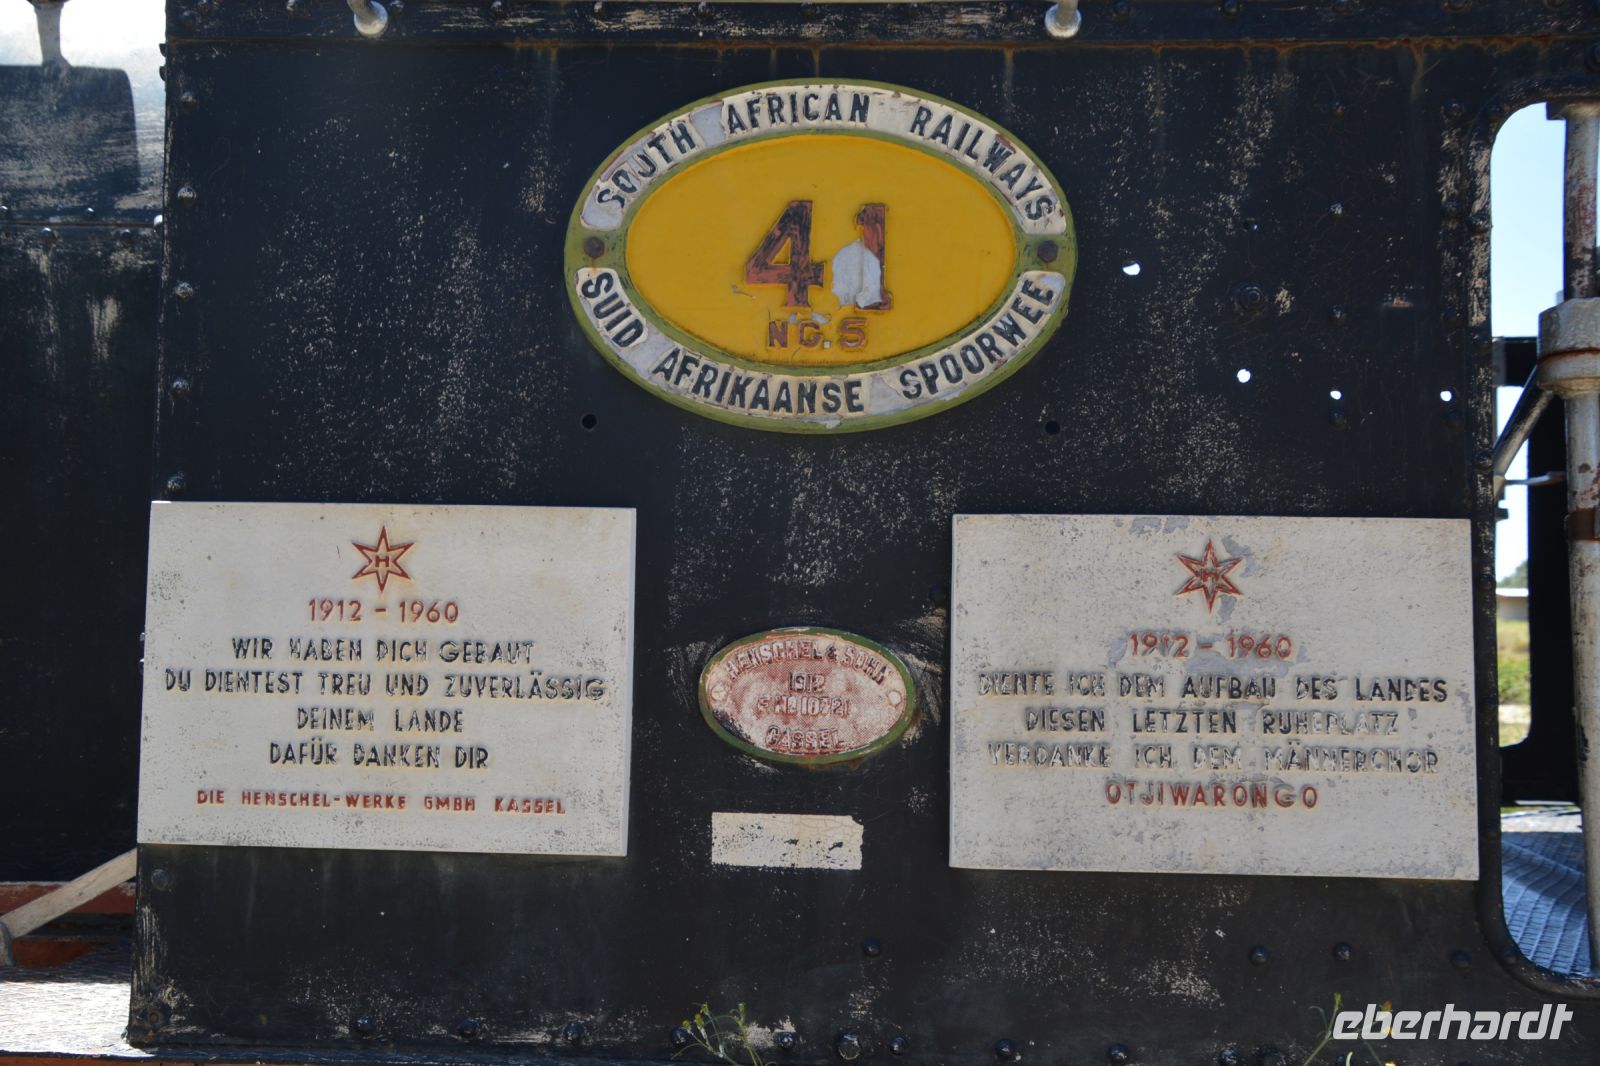 SOUTH AFRICAN RAILWAYS
41
NG. 5
SUID AFRIKAANSE SPOORWEË
H
1912 - 1960
WIR HABEN DICH GEBAUT
DU DIENTEST TREU UND ZUVERLÄSSIG
DEINEM LANDE
DAFÜR DANKEN DIR
DIE HENSCHEL-WERKE GMBH KASSEL
HENSCHEL & SOHN
1912
CASSEL
H
1912 - 1960
DIENTE ICH DEM AUFBAU DES LANDES
DIESEN LETZTEN RUHEPLATZ
VERDANKE ICH DEM MÄNNERCHOR
OTJIWARONGO
eberhardt